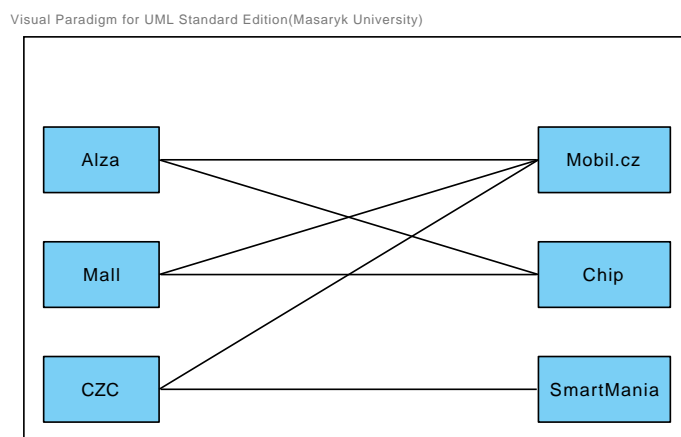 Visual Paradigm for UML Standard Edition(Masaryk University)
Alza
Mobil.cz
Mall
Chip
CZC
SmartMania